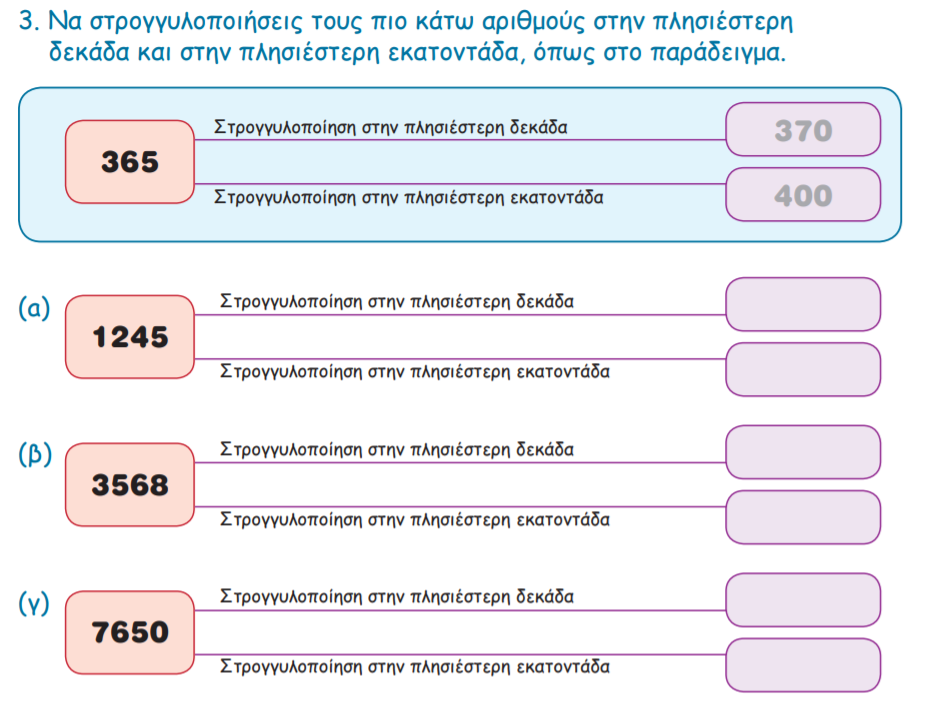 3. Να στρογγυλοποιήσεις τους πιο κάτω αριθμούς στην πλησιέστερη
δεκάδα και στην πλησιέστερη εκατοντάδα, όπως στο παράδειγμα.
365
Στρογγυλοποίηση στην πλησιέστερη δεκάδα
370
Στρογγυλοποίηση στην πλησιέστερη εκατοντάδα
400
(α)
1245
Στρογγυλοποίηση στην πλησιέστερη δεκάδα
Στρογγυλοποίηση στην πλησιέστερη εκατοντάδα
(β)
3568
Στρογγυλοποίηση στην πλησιέστερη δεκάδα
Στρογγυλοποίηση στην πλησιέστερη εκατοντάδα
(γ)
7650
Στρογγυλοποίηση στην πλησιέστερη δεκάδα
Στρογγυλοποίηση στην πλησιέστερη εκατοντάδα